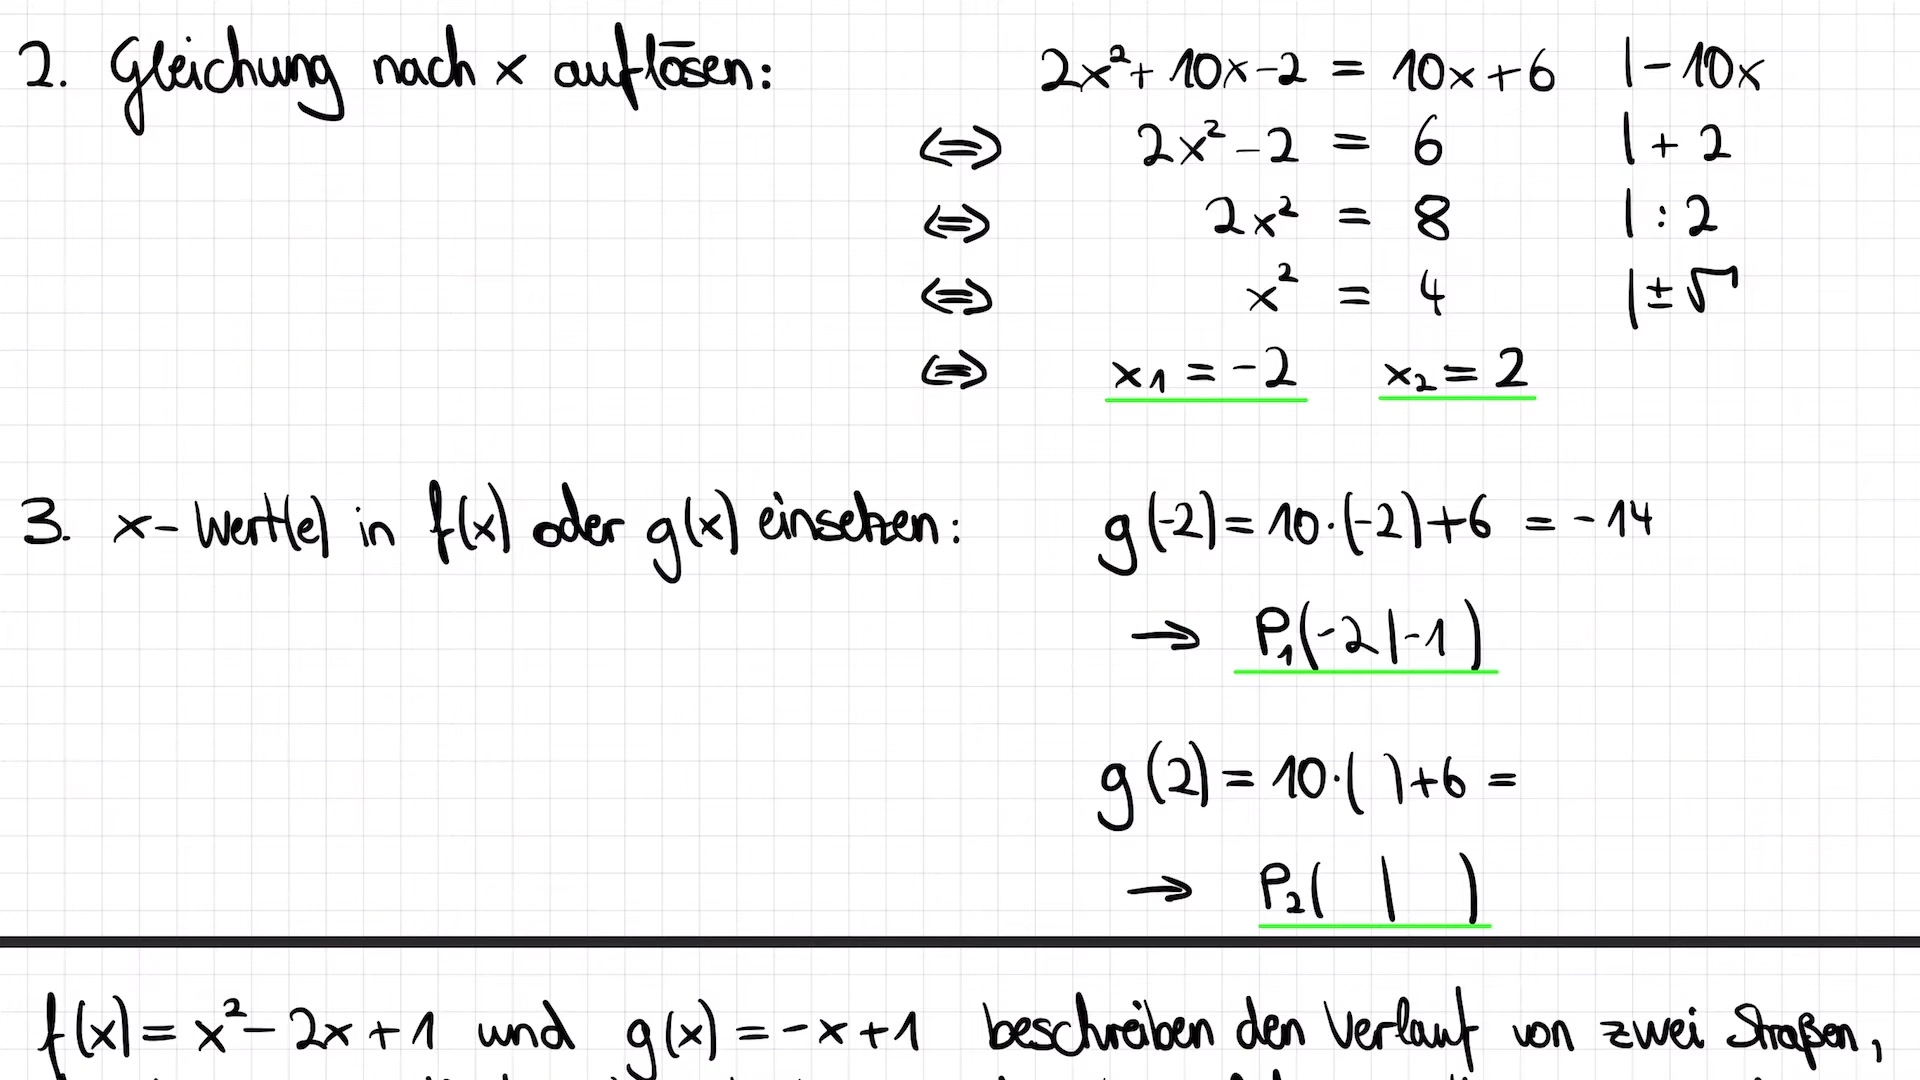 2. Gleichung nach x auflösen: 2x²+10x-2 = 10x+6 |-10x
⇔ 2x²-2 = 6 |+2
⇔ 2x² = 8 |:2
⇔ x² = 4 |±√
⇔ x₁=-2 x₂=2
3. x-Wert(e) in f(x) oder g(x) einsetzen: g(-2)=10·(-2)+6 = -14
→ P₁(-2|-1 )
g(2)=10·( )+6 =
→ P₂( | )
f(x)=x²-2x+1 und g(x)=-x+1 beschreiben den Verlauf von zwei Straßen,